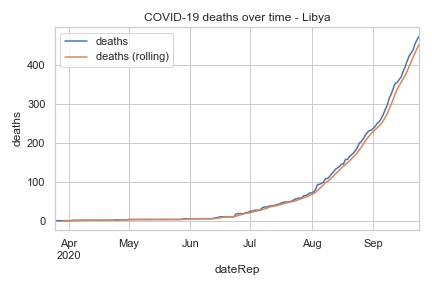 COVID-19 deaths over time - Libya
deaths
deaths (rolling)
deaths
400
300
200
100
0
Apr May Jun Jul Aug Sep
2020
dateRep